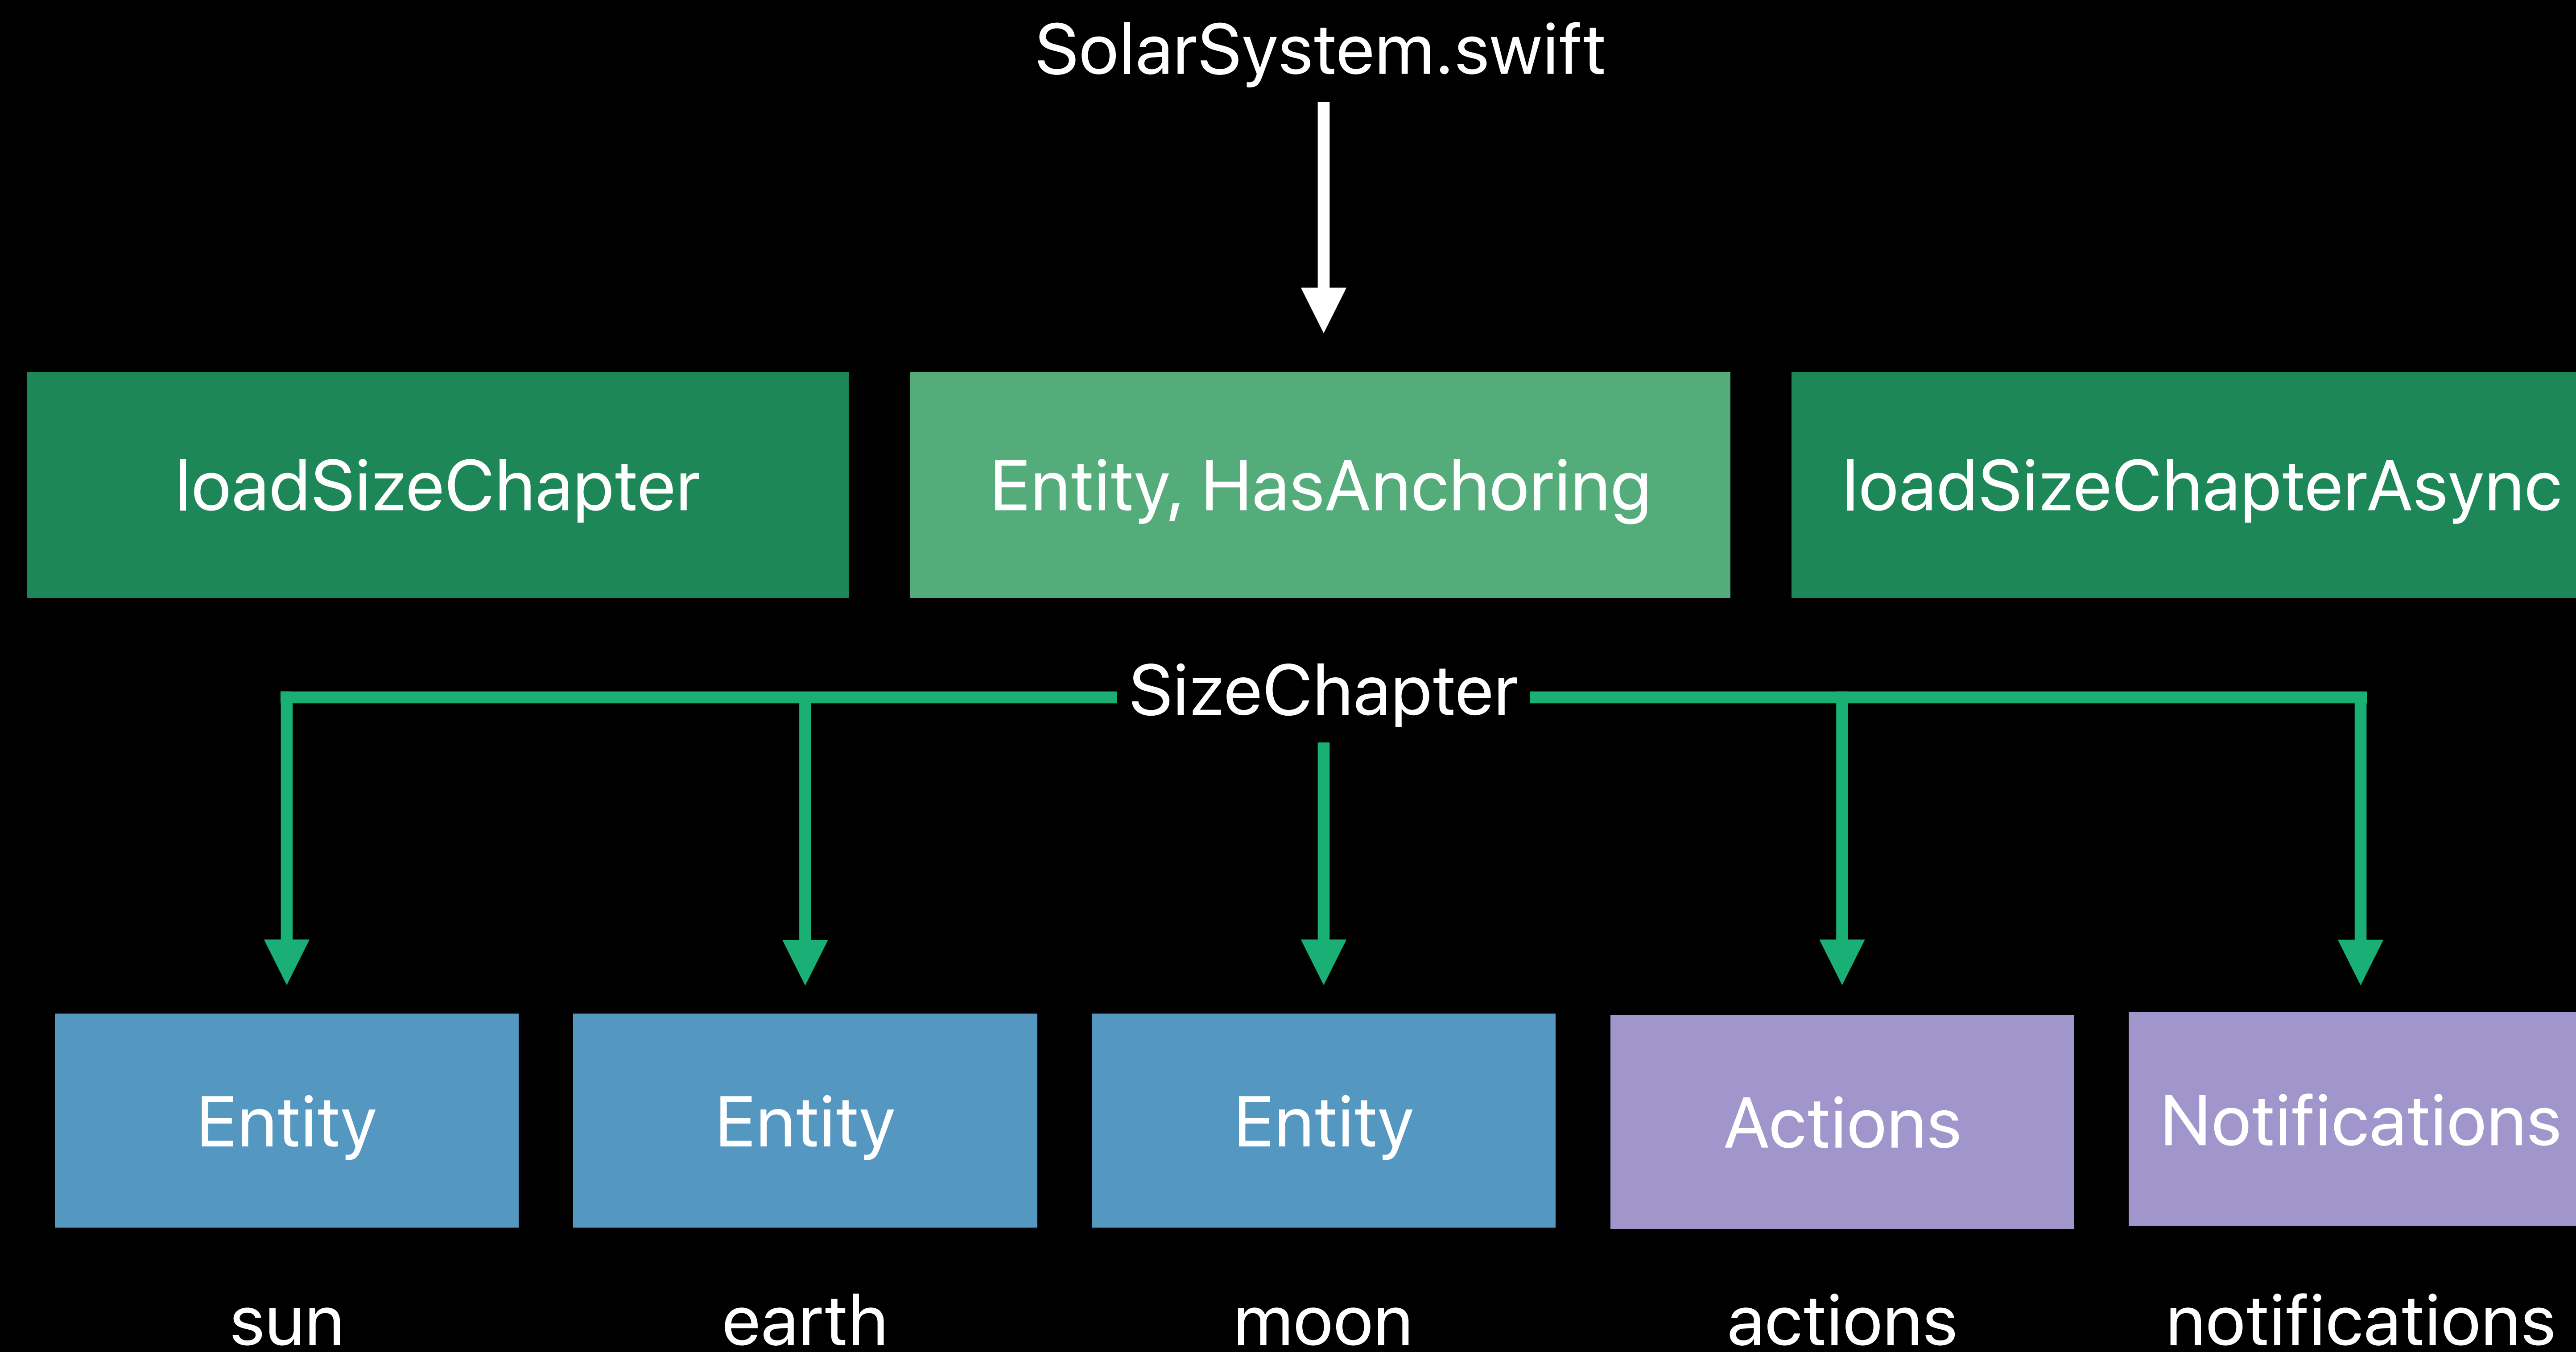 SolarSystem.swift
loadSizeChapter
Entity, HasAnchoring
loadSizeChapterAsync
SizeChapter
Entity
Entity
Entity
Actions
Notifications
sun
earth
moon
actions
notifications